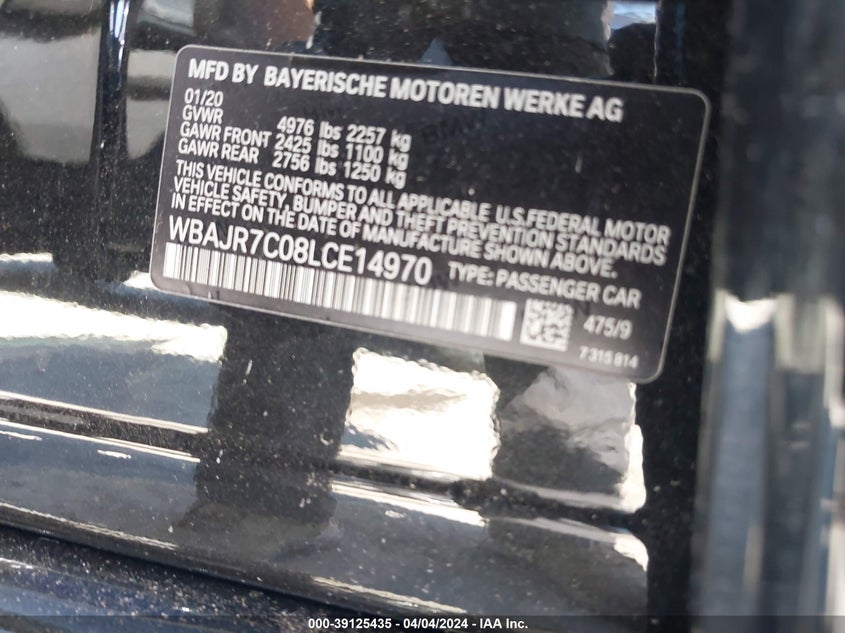 MFD BY BAYERISCHE MOTOREN WERKE AG
01/20
GVWR 4976 lbs 2257 kg
GAWR FRONT 2425 lbs 1100 kg
GAWR REAR 2756 lbs 1250 kg
THIS VEHICLE CONFORMS TO ALL APPLICABLE U.S.FEDERAL MOTOR
VEHICLE SAFETY, BUMPER AND THEFT PREVENTION STANDARDS
IN EFFECT ON THE DATE OF MANUFACTURE SHOWN ABOVE.
WBAJR7C08LCE14970 TYPE: PASSENGER CAR
475/9
7315814
000-39125435 - 04/04/2024 - IAA Inc.